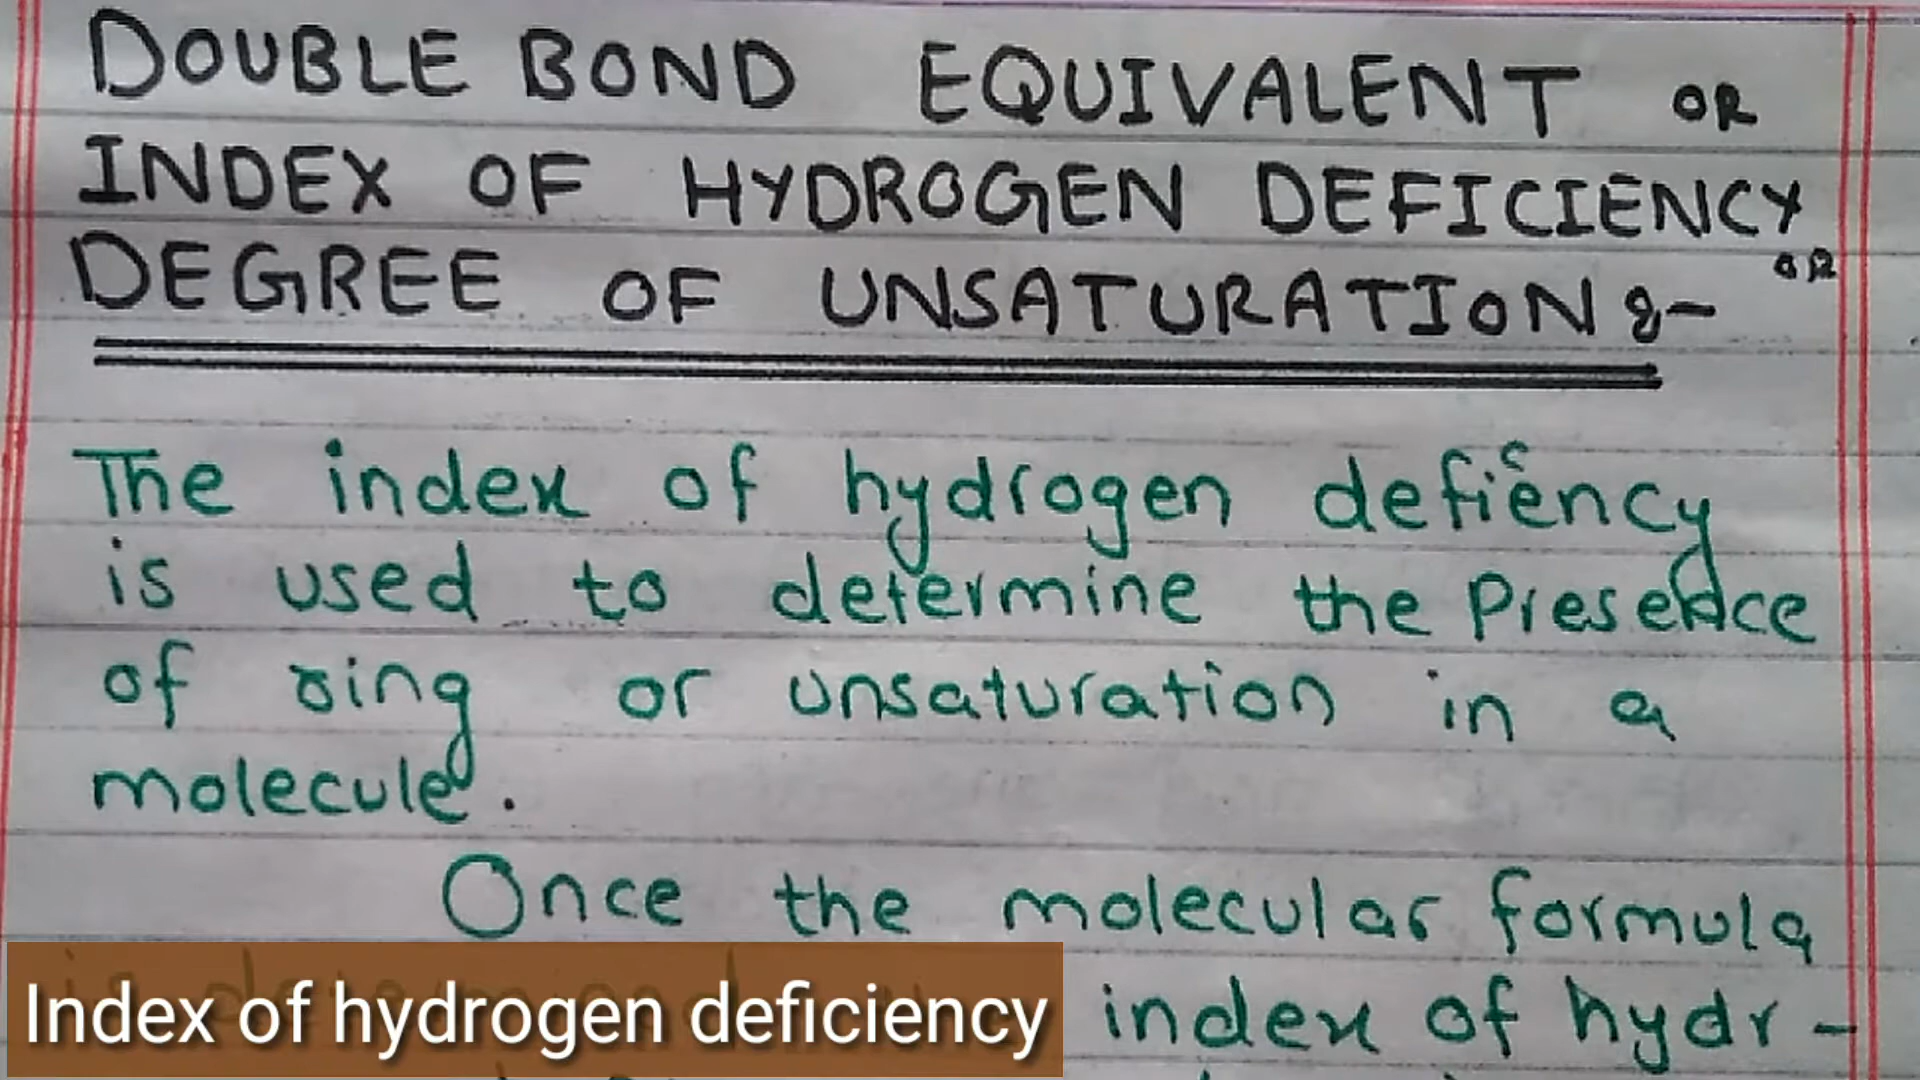 DOUBLE BOND EQUIVALENT OR
INDEX OF HYDROGEN DEFICIENCY
OR
DEGREE OF UNSATURATION :-
The index of hydrogen deficiency
is used to determine the Presence
of ring or unsaturation in a
molecule.
Once the molecular formula
index of hydr-
Index of hydrogen deficiency